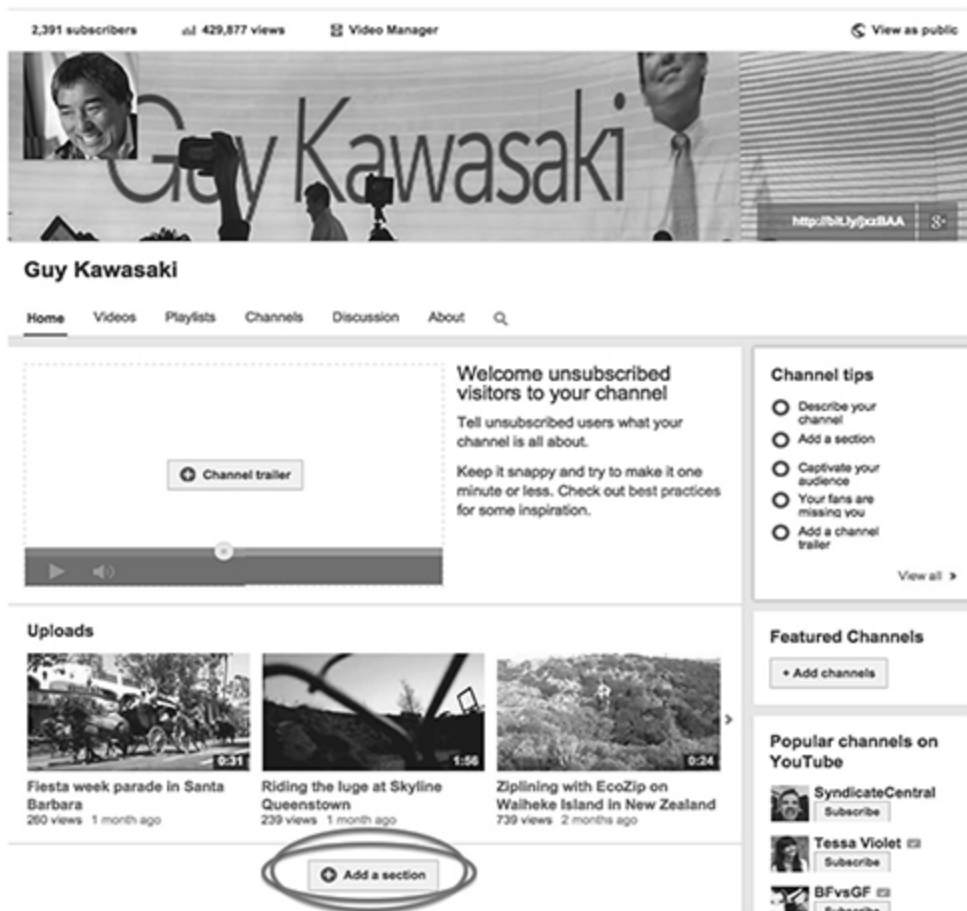 2,391 subscribers 429,877 views Video Manager View as public
Guy Kawasaki
http://bit.ly/jxzBAA
Guy Kawasaki
Home Videos Playlists Channels Discussion About
Channel trailer
Welcome unsubscribed
visitors to your channel
Tell unsubscribed users what your
channel is all about.
Keep it snappy and try to make it one
minute or less. Check out best practices
for some inspiration.
Uploads
0:31
Fiesta week parade in Santa
Barbara
260 views 1 month ago
1:56
Riding the luge at Skyline
Queenstown
239 views 1 month ago
0:24
Ziplining with EcoZip on
Waiheke Island in New Zealand
739 views 2 months ago
+ Add a section
Channel tips
Describe your
channel
Add a section
Captivate your
audience
Your fans are
missing you
Add a channel
trailer
View all
Featured Channels
+ Add channels
Popular channels on
YouTube
SyndicateCentral
Subscribe
Tessa Violet
Subscribe
BFvsGF
Subscribe